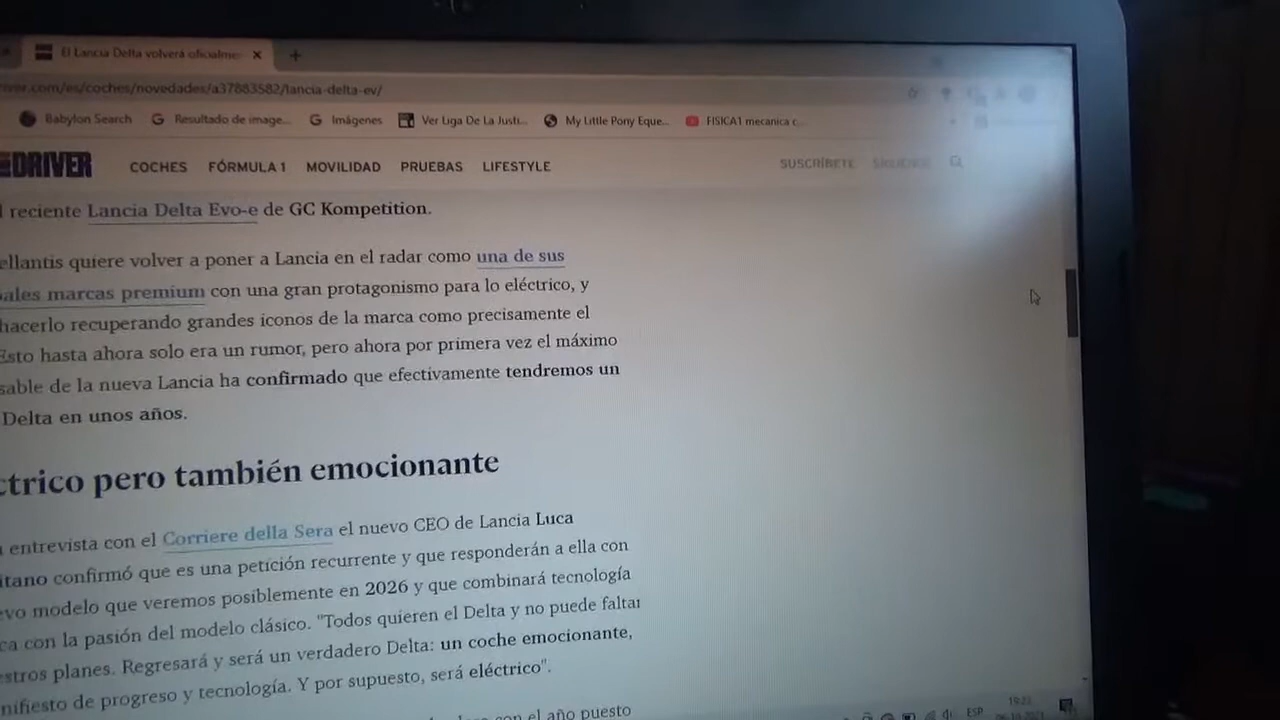 El Lancia Delta volverá oficialme
river.com/es/coches/novedades/a37883582/lancia-delta-ev/
Babylon Search Resultado de image... Imágenes Ver Liga De La Justi... My Little Pony Eque... FISICA1 mecanica c...
DRIVER COCHES FÓRMULA 1 MOVILIDAD PRUEBAS LIFESTYLE SUSCRÍBETE
l reciente Lancia Delta Evo-e de GC Kompetition.
ellantis quiere volver a poner a Lancia en el radar como una de sus
pales marcas premium con una gran protagonismo para lo eléctrico, y
hacerlo recuperando grandes iconos de la marca como precisamente el
Esto hasta ahora solo era un rumor, pero ahora por primera vez el máximo
sable de la nueva Lancia ha confirmado que efectivamente tendremos un
Delta en unos años.
ctrico pero también emocionante
a entrevista con el Corriere della Sera el nuevo CEO de Lancia Luca
itano confirmó que es una petición recurrente y que responderán a ella con
evo modelo que veremos posiblemente en 2026 y que combinará tecnología
ca con la pasión del modelo clásico. "Todos quieren el Delta y no puede faltar
estros planes. Regresará y será un verdadero Delta: un coche emocionante,
nifiesto de progreso y tecnología. Y por supuesto, será eléctrico".
con el año puesto
ESP